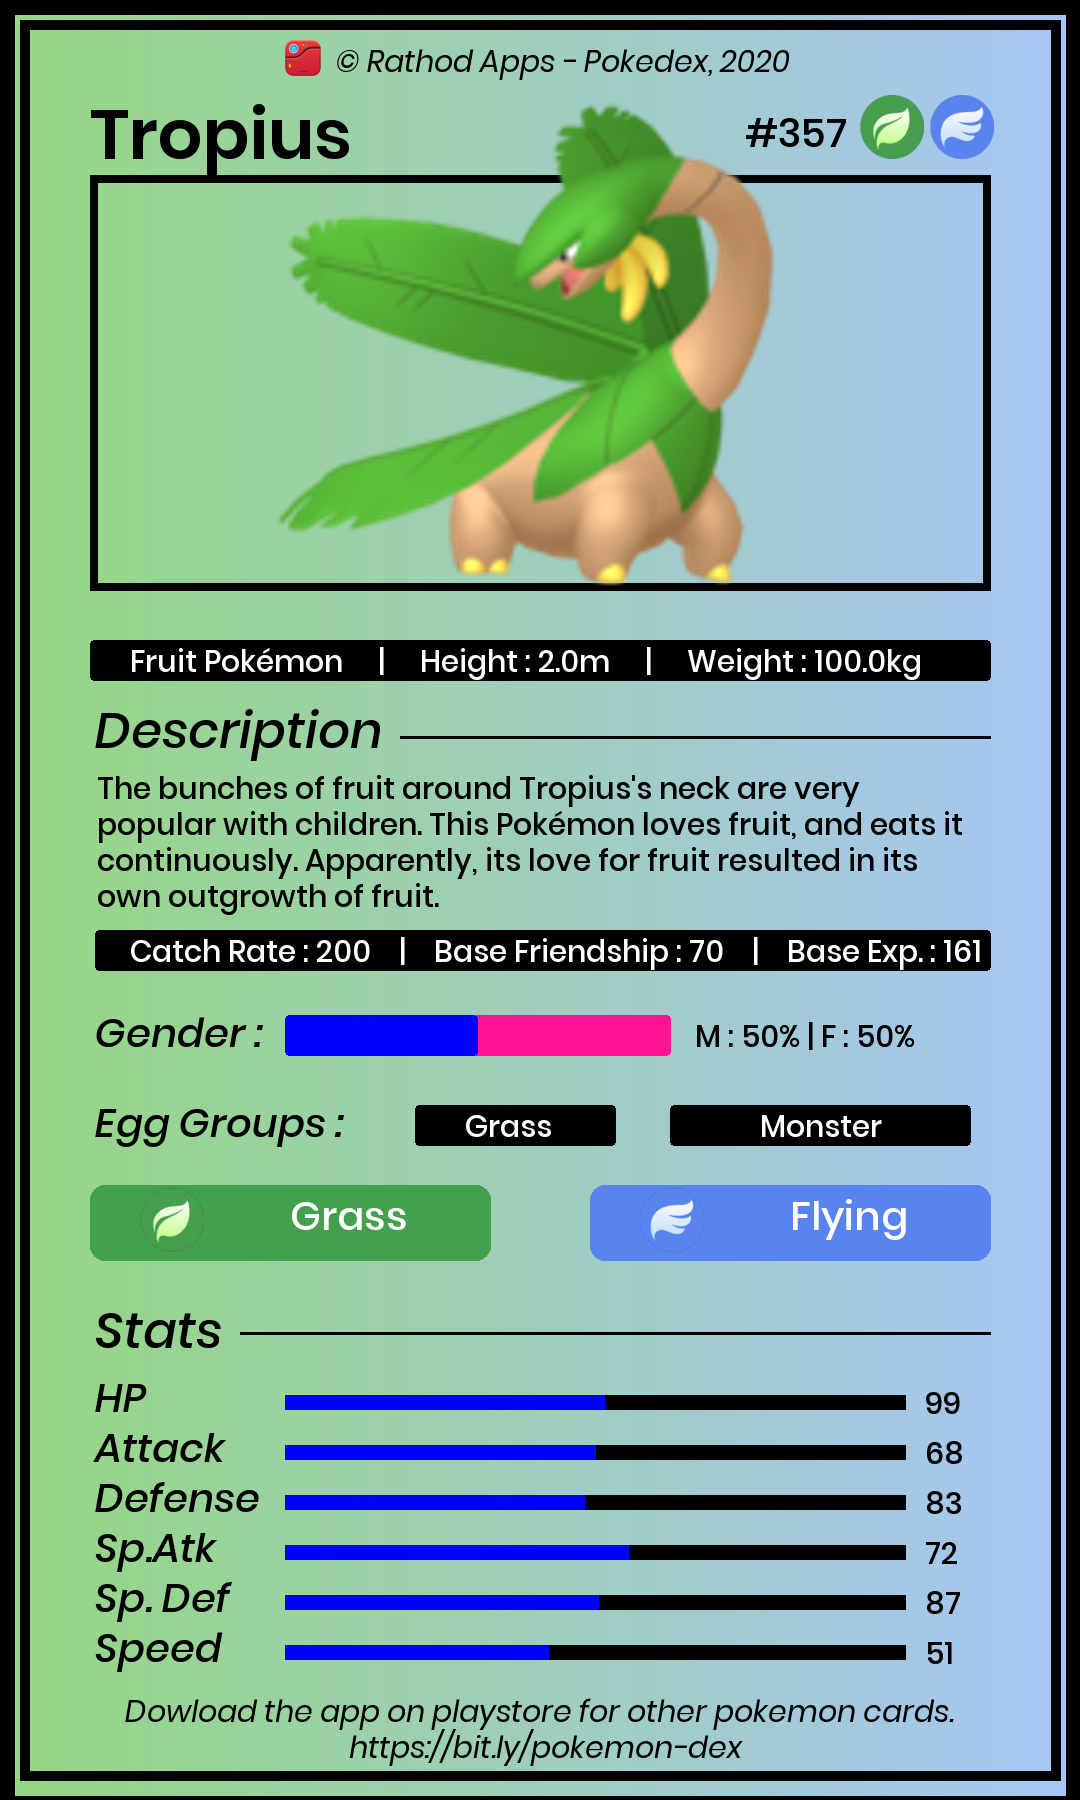 © Rathod Apps - Pokedex, 2020
Tropius #357
Fruit Pokémon | Height : 2.0m | Weight : 100.0kg
Description
The bunches of fruit around Tropius's neck are very
popular with children. This Pokémon loves fruit, and eats it
continuously. Apparently, its love for fruit resulted in its
own outgrowth of fruit.
Catch Rate : 200 | Base Friendship : 70 | Base Exp. : 161
Gender : M : 50% | F : 50%
Egg Groups : Grass Monster
Grass Flying
Stats
HP 99
Attack 68
Defense 83
Sp.Atk 72
Sp. Def 87
Speed 51
Dowload the app on playstore for other pokemon cards.
https://bit.ly/pokemon-dex